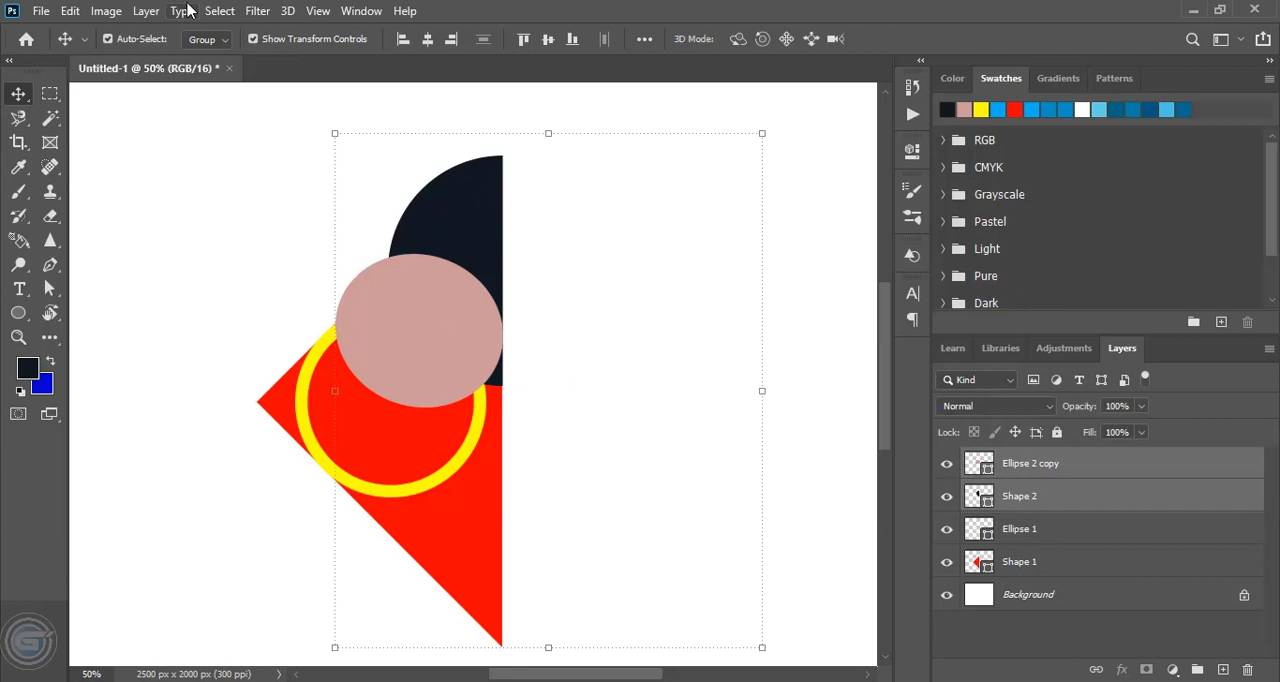 Ps File Edit Image Layer Typ Select Filter 3D View Window Help
Auto-Select: Group Show Transform Controls 3D Mode:
Untitled-1 @ 50% (RGB/16) * ×
Color Swatches Gradients Patterns
RGB
CMYK
Grayscale
Pastel
Light
Pure
Dark
Learn Libraries Adjustments Layers
Kind
Normal Opacity: 100%
Lock: Fill: 100%
Ellipse 2 copy
Shape 2
Ellipse 1
Shape 1
Background
50% 2500 px x 2000 px (300 ppi)